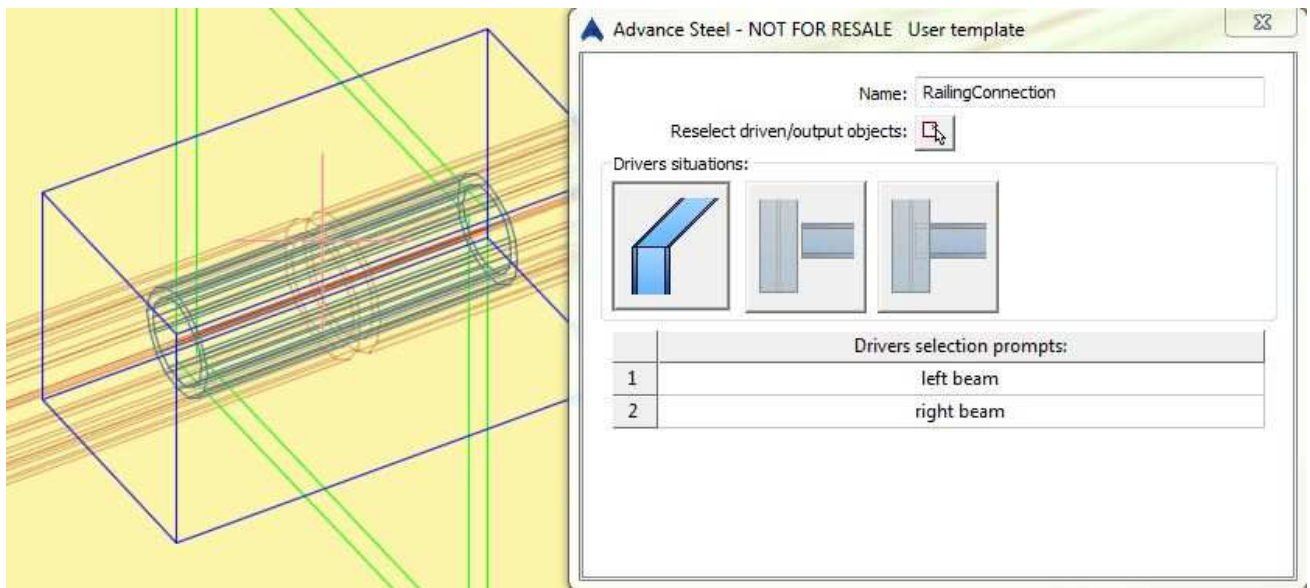 Advance Steel - NOT FOR RESALE User template
Name: RailingConnection
Reselect driven/output objects:
Drivers situations:
Drivers selection prompts:
1 left beam
2 right beam